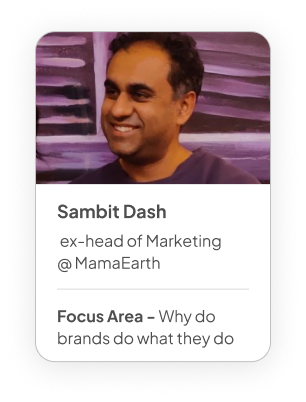 Sambit Dash
ex-head of Marketing
@ MamaEarth
Focus Area - Why do
brands do what they do